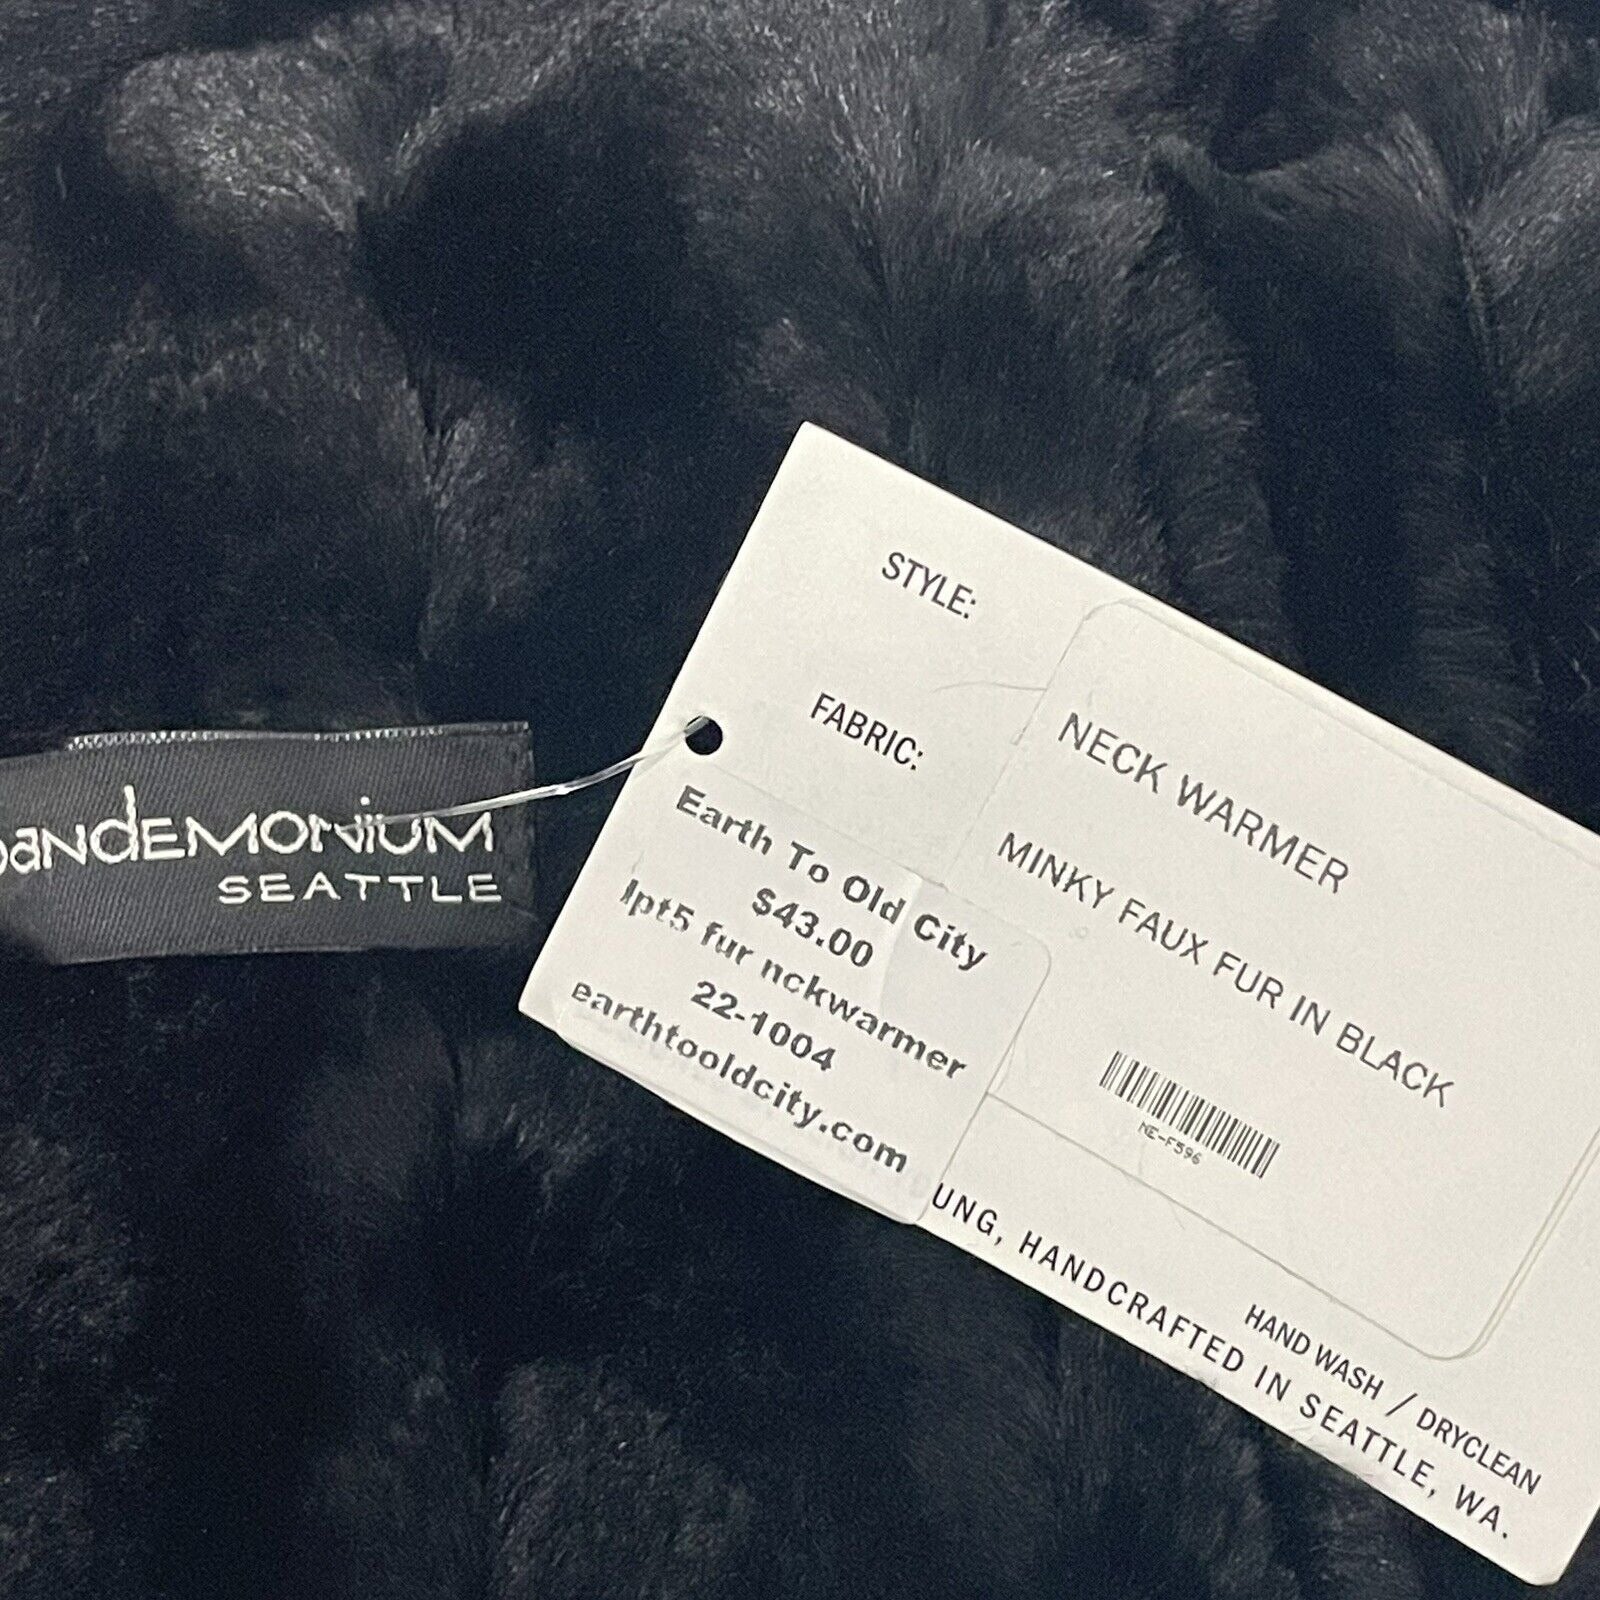 pandemonium
SEATTLE
STYLE:
NECK WARMER
FABRIC:
MINKY FAUX FUR IN BLACK
NE-F596
Earth To Old City
$43.00
lpt5 fur nckwarmer
22-1004
earthtooldcity.com
HAND WASH / DRYCLEAN
UNG, HANDCRAFTED IN SEATTLE, WA.